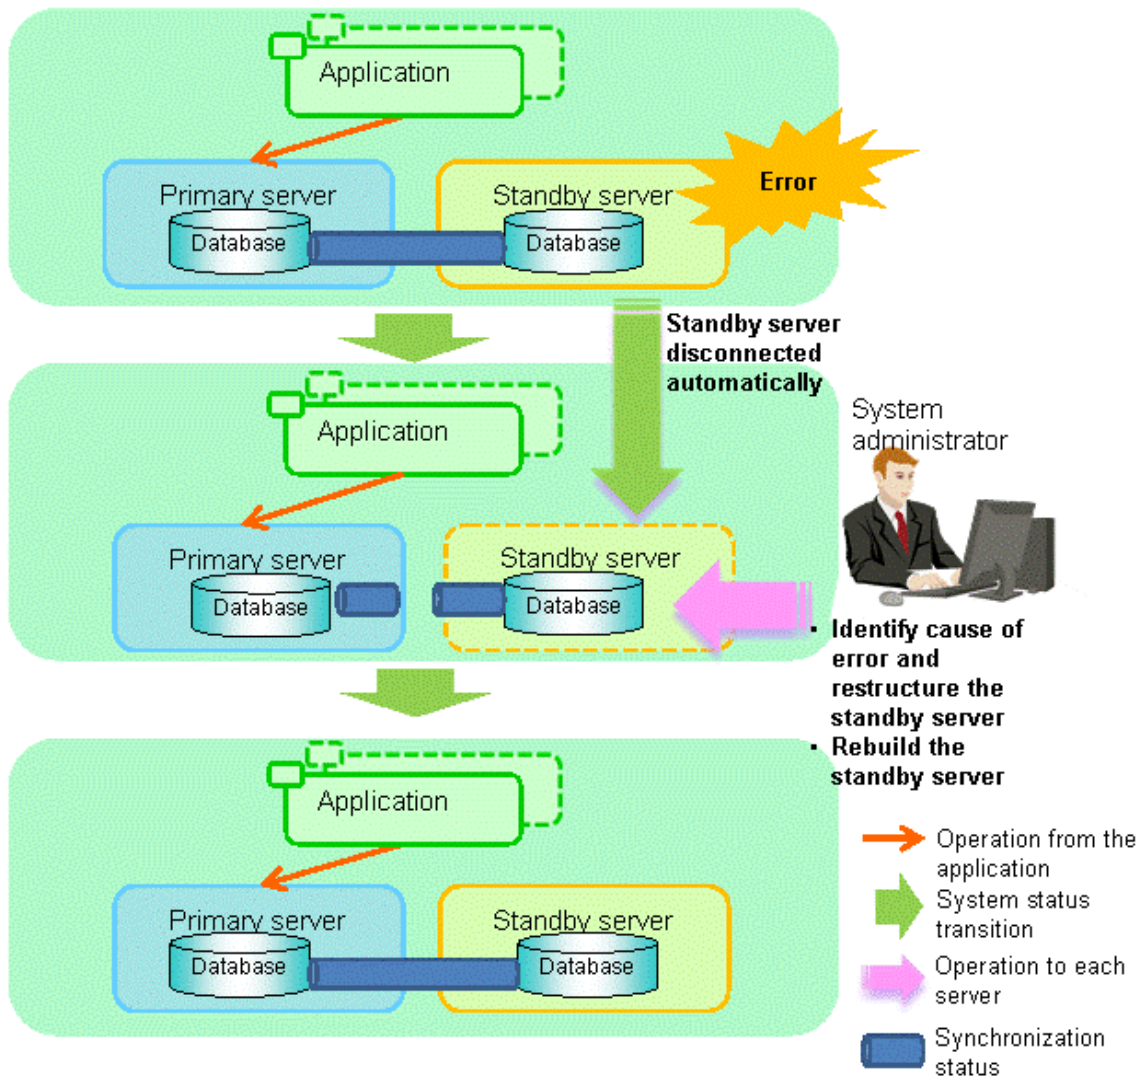 Application
Error
Primary server
Standby server
Database
Database
Standby server
disconnected
automatically
Application
System
administrator
Primary server
Standby server
Database
Database
▪ Identify cause of
error and
restructure the
standby server
▪ Rebuild the
standby server
Application
Primary server
Standby server
Database
Database
Operation from the
application
System status
transition
Operation to each
server
Synchronization
status